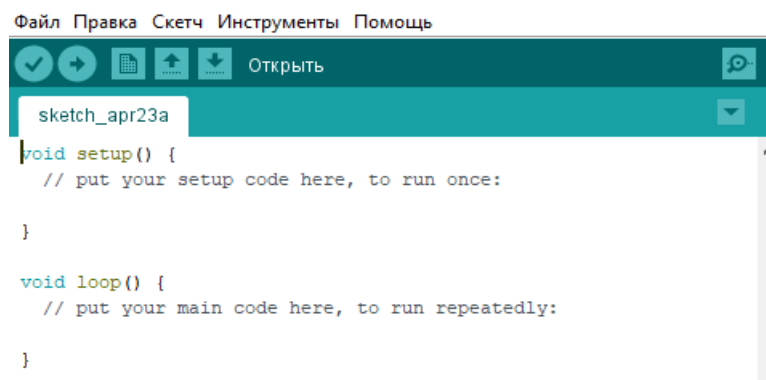 Файл Правка Скетч Инструменты Помощь
Открыть
sketch_apr23a
void setup() {
  // put your setup code here, to run once:
}
void loop() {
  // put your main code here, to run repeatedly:
}